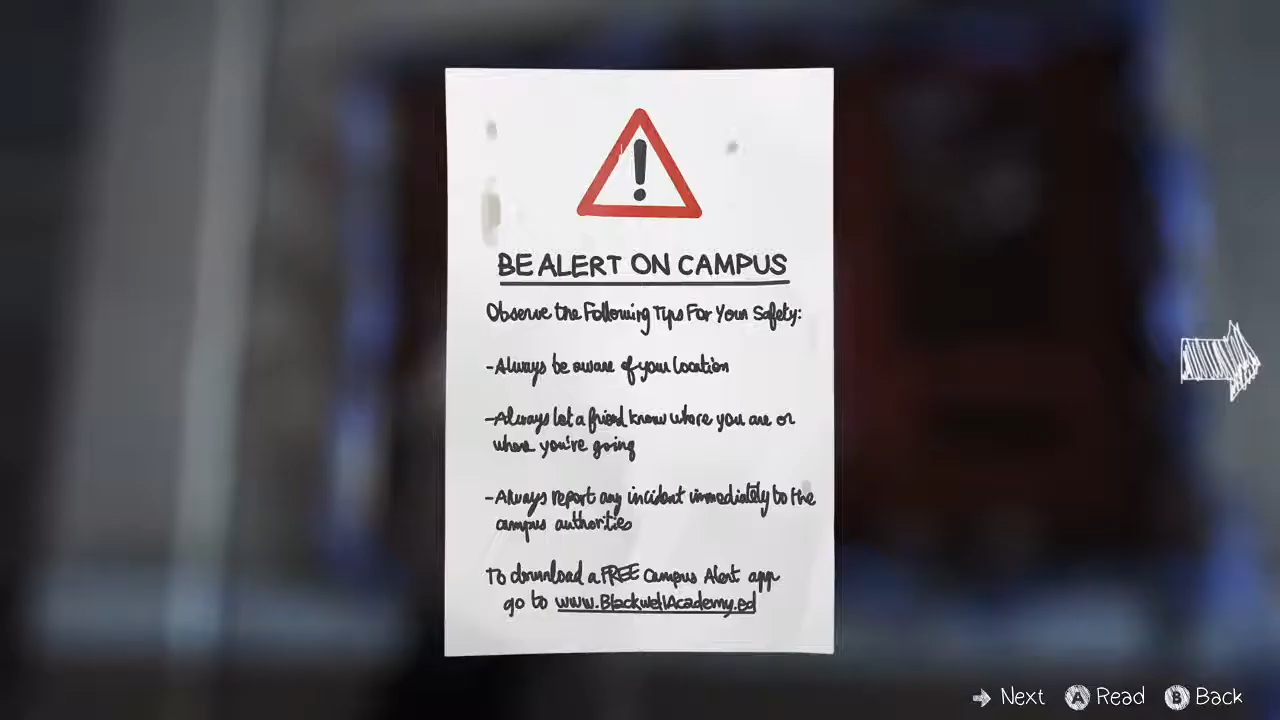 !
BE ALERT ON CAMPUS
Observe the Following Tips For Your Safety:
-Always be aware of your location
-Always let a friend know where you are or
where you're going
-Always report any incident immediately to the
campus authorities
To download a FREE Campus Alert app
go to www.BlackwellAcademy.ed
Next A Read B Back